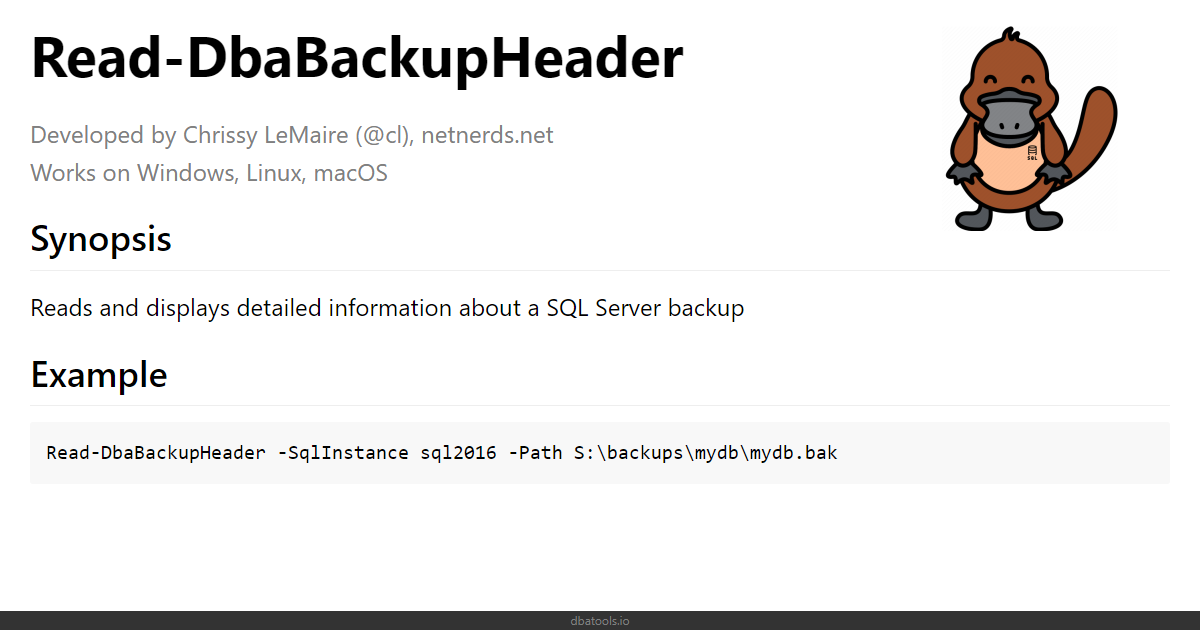 Read-DbaBackupHeader
Developed by Chrissy LeMaire (@cl), netnerds.net
Works on Windows, Linux, macOS
SQL
Synopsis
Reads and displays detailed information about a SQL Server backup
Example
Read-DbaBackupHeader -SqlInstance sql2016 -Path S:\backups\mydb\mydb.bak
dbatools.io